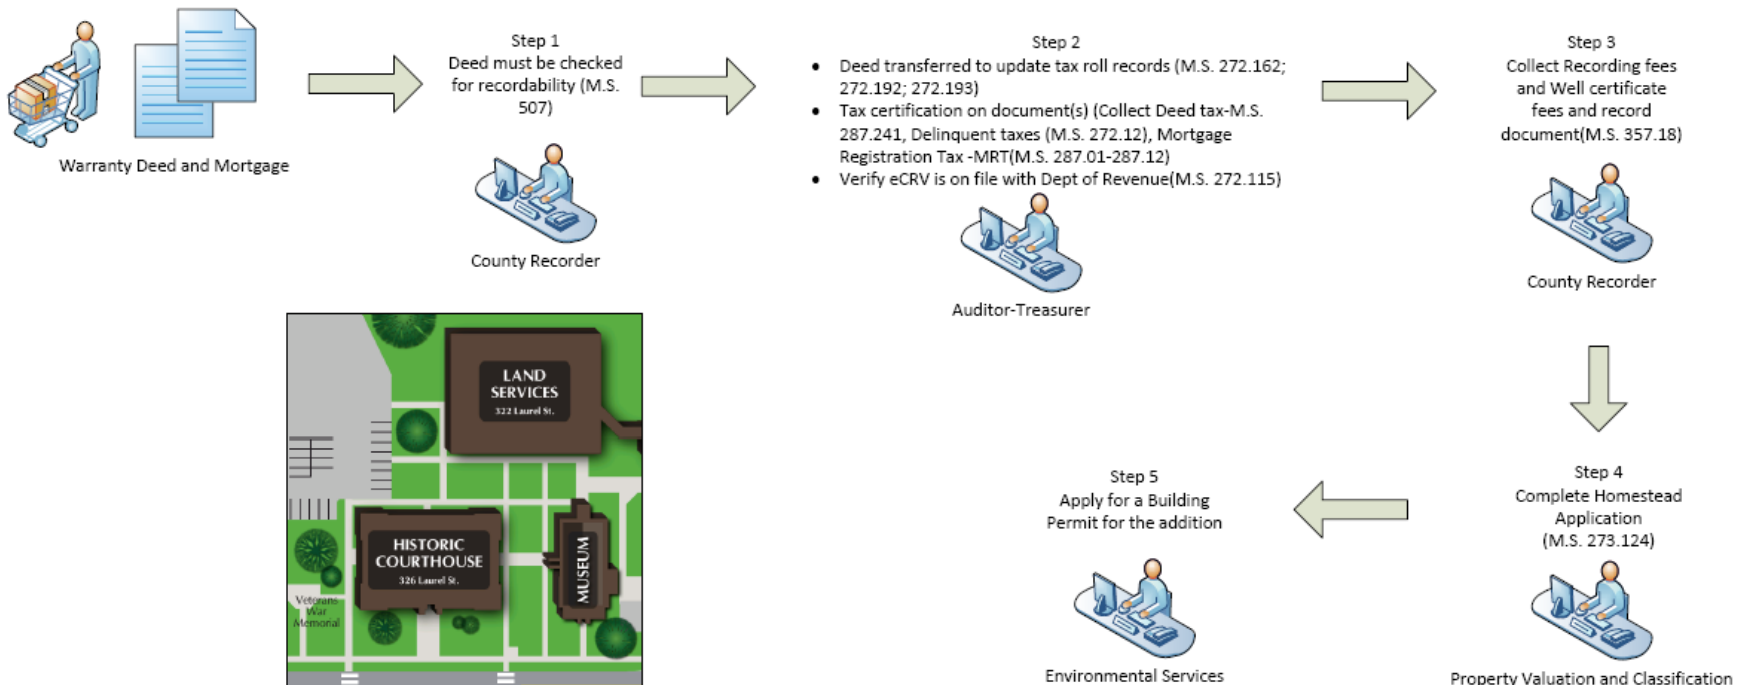 Warranty Deed and Mortgage
Step 1
Deed must be checked
for recordability (M.S.
507)
County Recorder
Step 2
• Deed transferred to update tax roll records (M.S. 272.162;
272.192; 272.193)
• Tax certification on document(s) (Collect Deed tax-M.S.
287.241, Delinquent taxes (M.S. 272.12), Mortgage
Registration Tax -MRT(M.S. 287.01-287.12)
• Verify eCRV is on file with Dept of Revenue(M.S. 272.115)
Auditor-Treasurer
Step 3
Collect Recording fees
and Well certificate
fees and record
document(M.S. 357.18)
County Recorder
Step 4
Complete Homestead
Application
(M.S. 273.124)
Property Valuation and Classification
Step 5
Apply for a Building
Permit for the addition
Environmental Services
LAND
SERVICES
322 Laurel St.
HISTORIC
COURTHOUSE
326 Laurel St.
MUSEUM
Veterans
War
Memorial